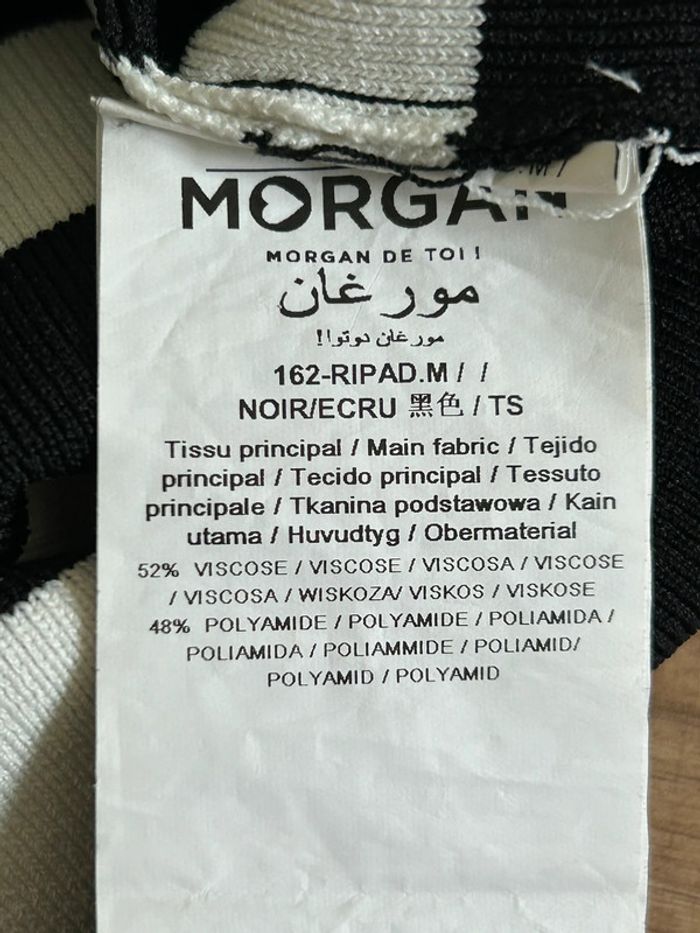 MORGAN
MORGAN DE TOI !
مورغان
مورغان دوتوا!
162-RIPAD.M / /
NOIR/ECRU 黑色 / TS
Tissu principal / Main fabric / Tejido
principal / Tecido principal / Tessuto
principale / Tkanina podstawowa / Kain
utama / Huvudtyg / Obermaterial
52% VISCOSE / VISCOSE / VISCOSA / VISCOSE
/ VISCOSA / WISKOZA/ VISKOS / VISKOSE
48% POLYAMIDE / POLYAMIDE / POLIAMIDA /
POLIAMIDA / POLIAMMIDE / POLIAMID/
POLYAMID / POLYAMID